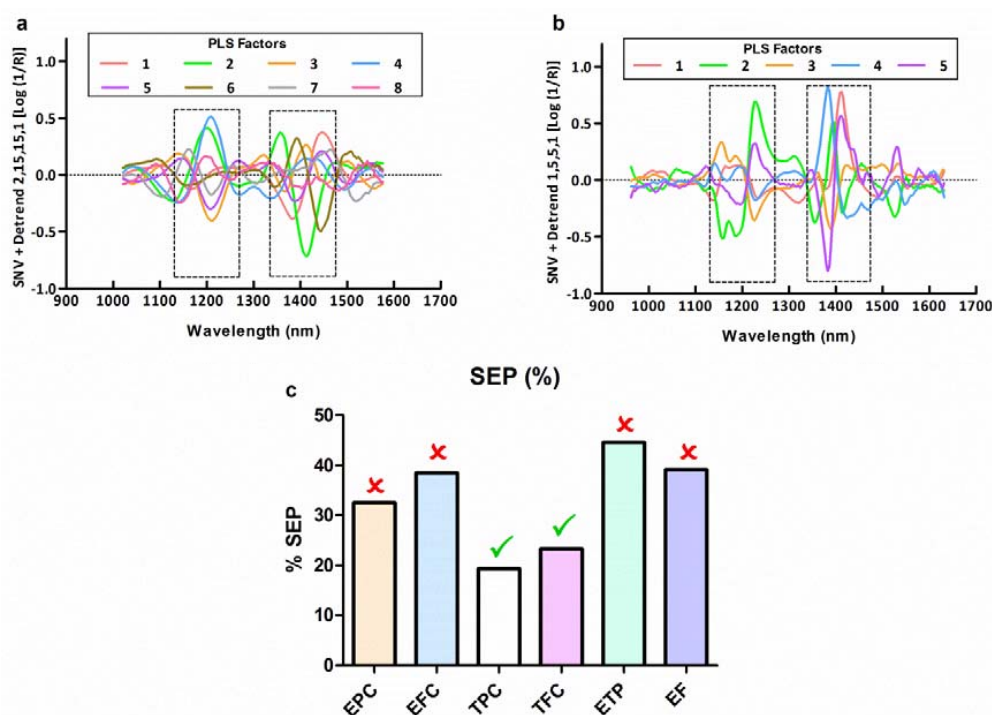 a
PLS Factors
1 2 3 4
5 6 7 8
SNV + Detrend 2,15,15,1 [Log (1/R)]
1.0
0.5
0.0
-0.5
-1.0
900 1000 1100 1200 1300 1400 1500 1600 1700
Wavelength (nm)
b
PLS Factors
1 2 3 4 5
SNV + Detrend 1,5,5,1 [Log (1/R)]
1.0
0.5
0.0
-0.5
-1.0
900 1000 1100 1200 1300 1400 1500 1600 1700
Wavelength (nm)
SEP (%)
c
% SEP
50
40
30
20
10
0
EPC EFC TPC TFC ETP EF